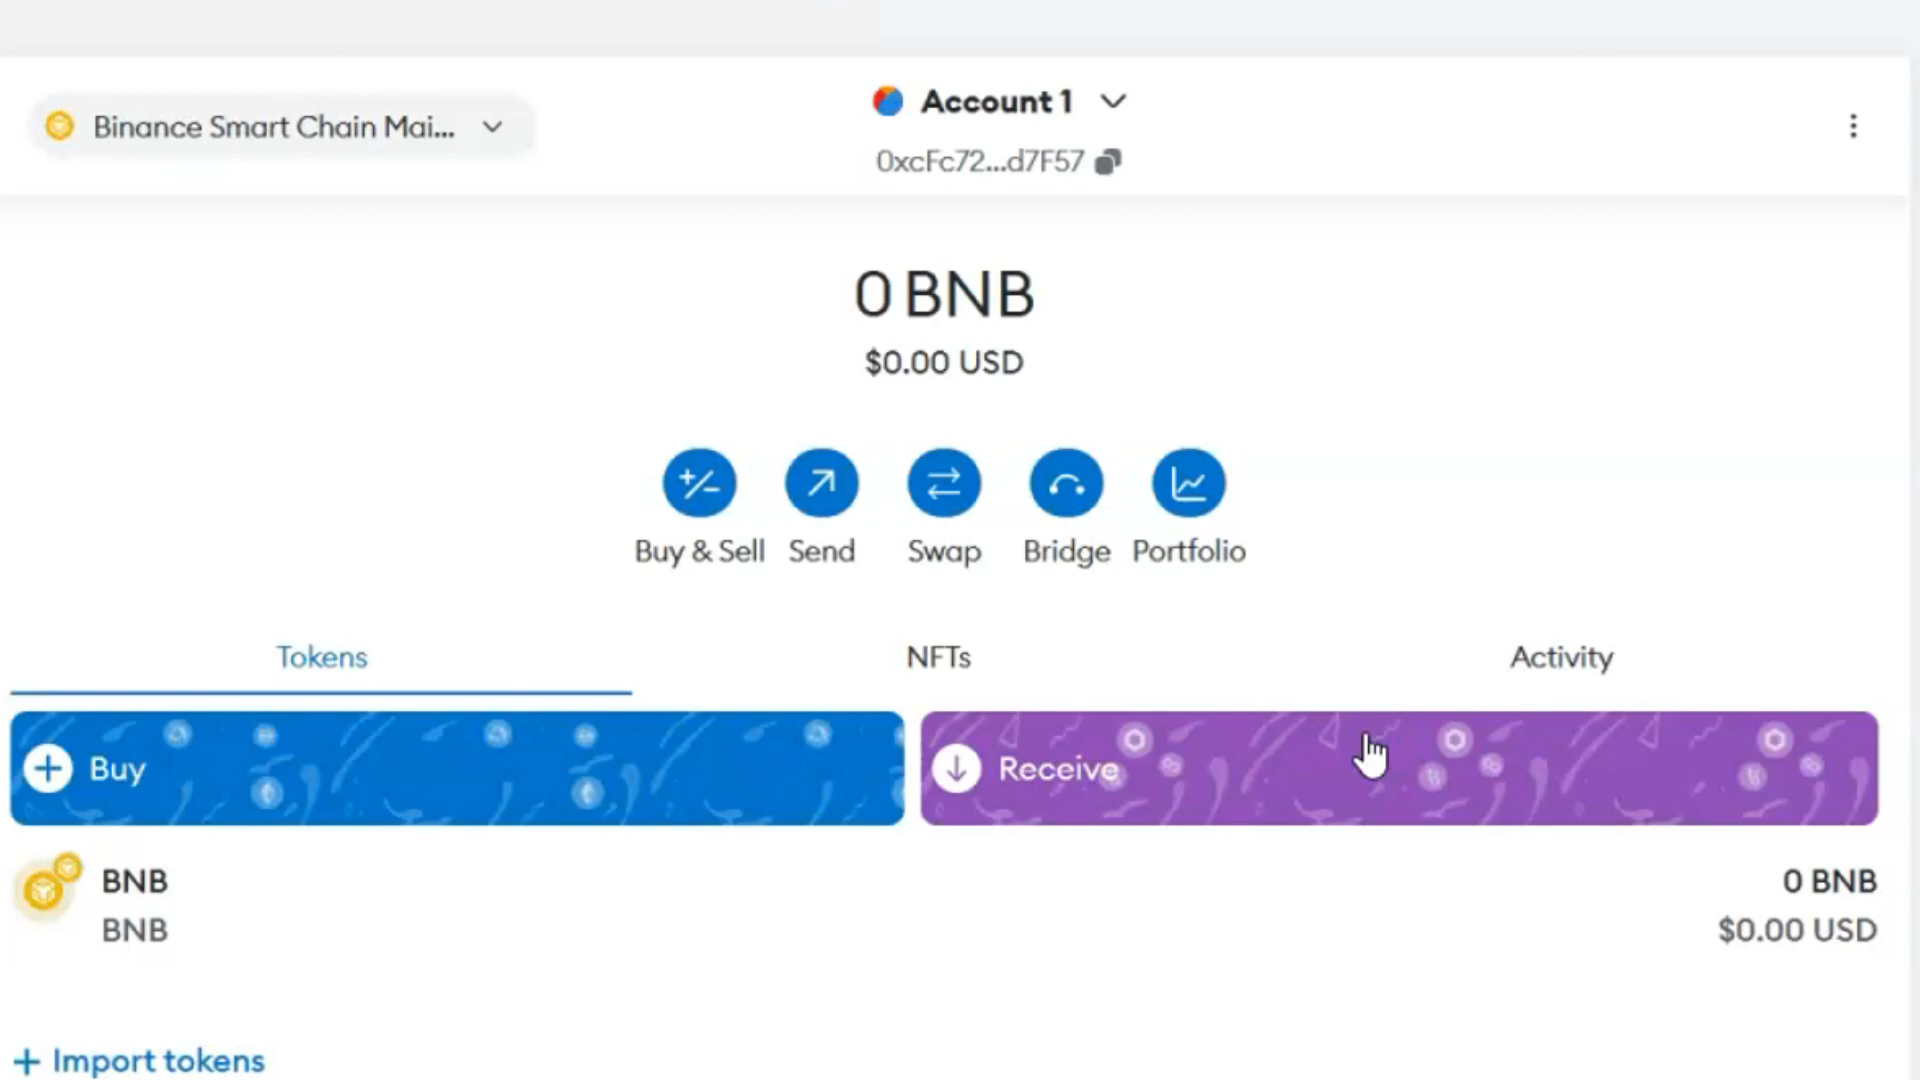 Binance Smart Chain Mai...
Account 1
0xcFc72...d7F57
0 BNB
$0.00 USD
Buy & Sell
Send
Swap
Bridge
Portfolio
Tokens
NFTs
Activity
Buy
Receive
BNB
0 BNB
BNB
$0.00 USD
+ Import tokens